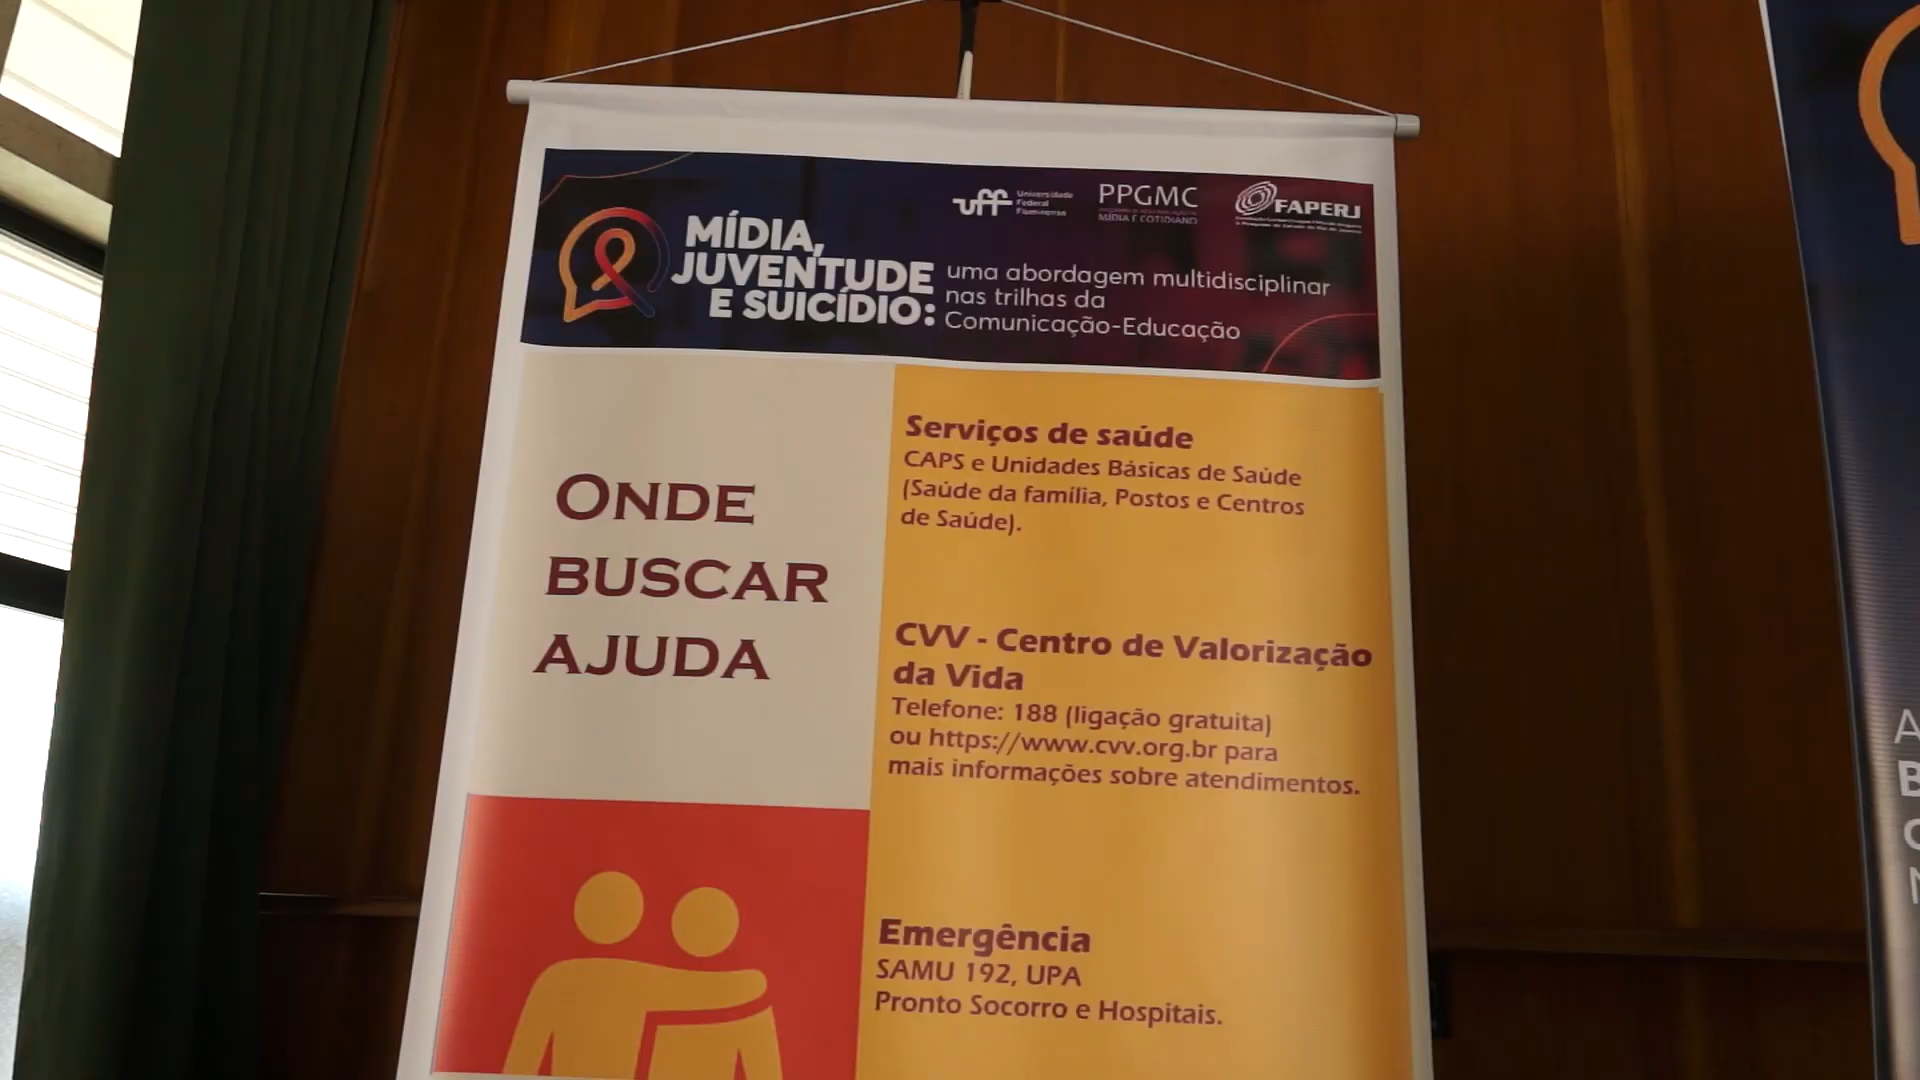 uff
Universidade
Federal
Fluminense
PPGMC
MÍDIA E COTIDIANO
FAPERJ
MÍDIA,
JUVENTUDE
E SUICÍDIO:
uma abordagem multidisciplinar
nas trilhas da
Comunicação-Educação
ONDE
BUSCAR
AJUDA
Serviços de saúde
CAPS e Unidades Básicas de Saúde
(Saúde da família, Postos e Centros
de Saúde).
CVV - Centro de Valorização
da Vida
Telefone: 188 (ligação gratuita)
ou https://www.cvv.org.br para
mais informações sobre atendimentos.
Emergência
SAMU 192, UPA
Pronto Socorro e Hospitais.